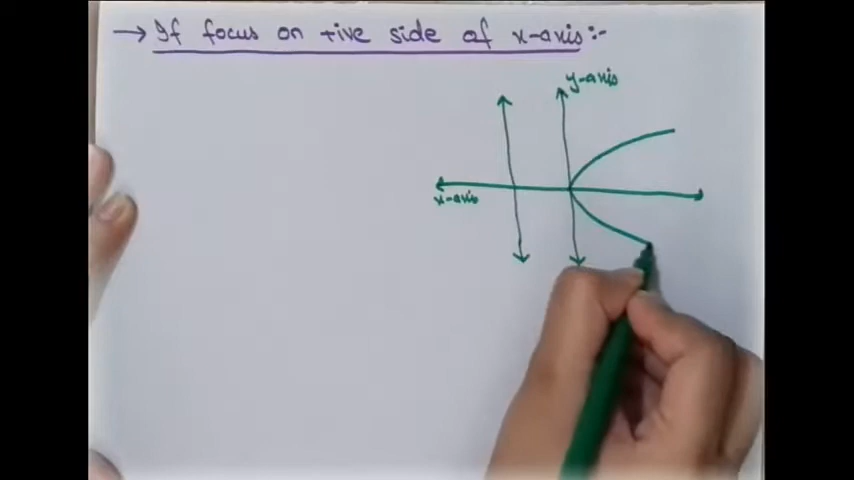 → If focus on +ive side of x-axis:-
y-axis
x-axis